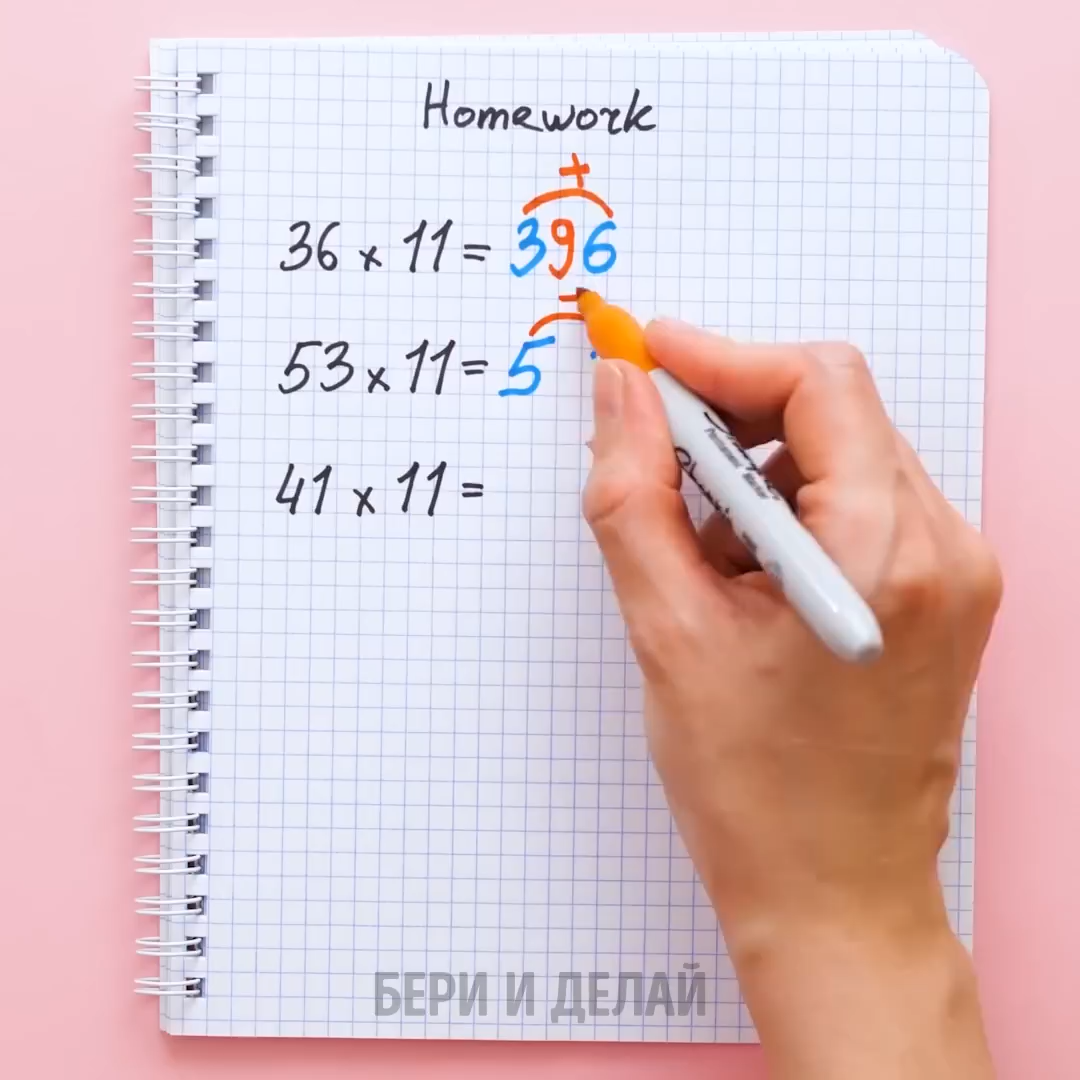 Homework
+
36 x 11 = 396
53 x 11 = 5
41 x 11 =
БЕРИ И ДЕЛАЙ